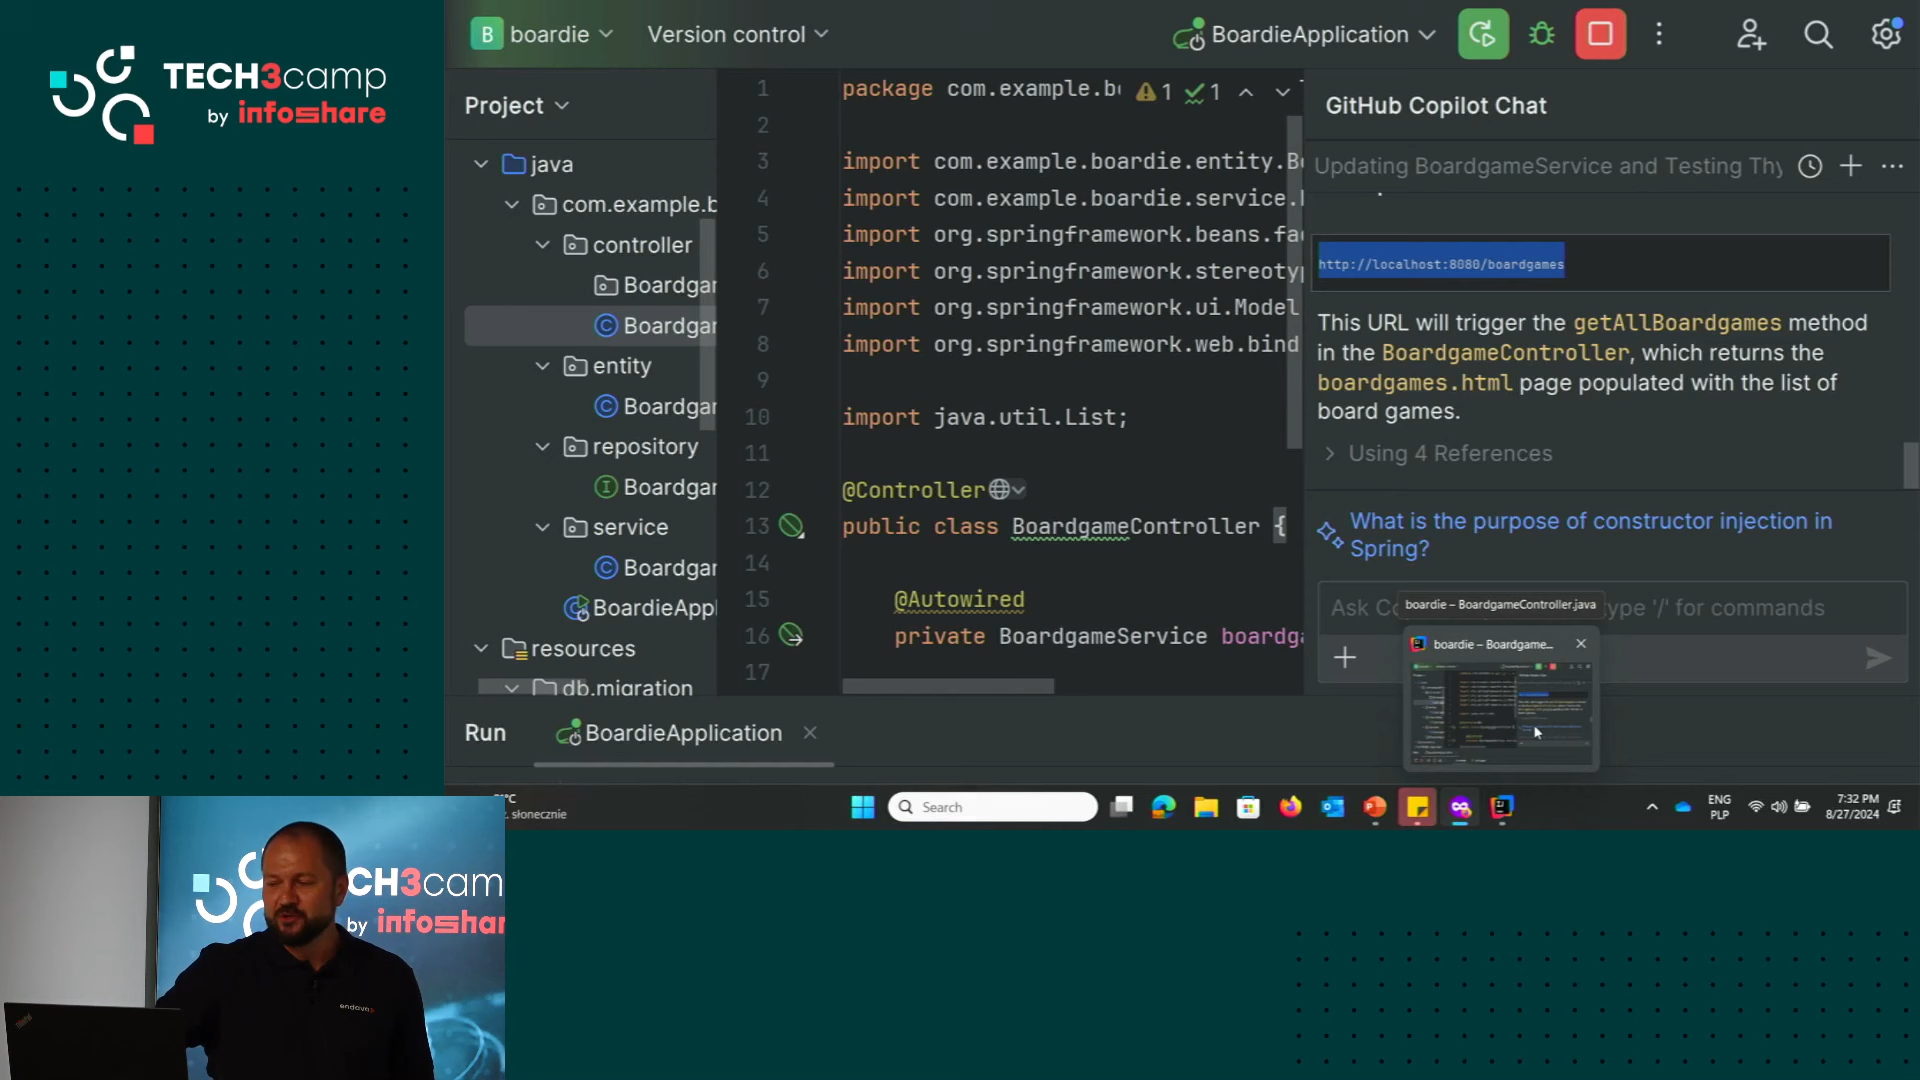 TECH3camp
by infoshare
B boardie
Version control
BoardieApplication
Project
java
com.example.b
controller
Boardgar
Boardgar
entity
Boardgar
repository
Boardgar
service
Boardgar
BoardieAppl
resources
db.migration
1 package com.example.b
1
1
2
3 import com.example.boardie.entity.B
4 import com.example.boardie.service.
5 import org.springframework.beans.fa
6 import org.springframework.stereoty
7 import org.springframework.ui.Model
8 import org.springframework.web.bind
9
10 import java.util.List;
11
12 @Controller
13 public class BoardgameController {
14
15 @Autowired
16 private BoardgameService boardg
17
GitHub Copilot Chat
Updating BoardgameService and Testing Thy
http://localhost:8080/boardgames
This URL will trigger the getAllBoardgames method
in the BoardgameController, which returns the
boardgames.html page populated with the list of
board games.
Using 4 References
What is the purpose of constructor injection in
Spring?
Ask Co
type '/' for commands
boardie – BoardgameController.java
boardie – Boardgame...
Run
BoardieApplication
słonecznie
Search
ENG
PLP
7:32 PM
8/27/2024
CH3camp
by infoshar
endava